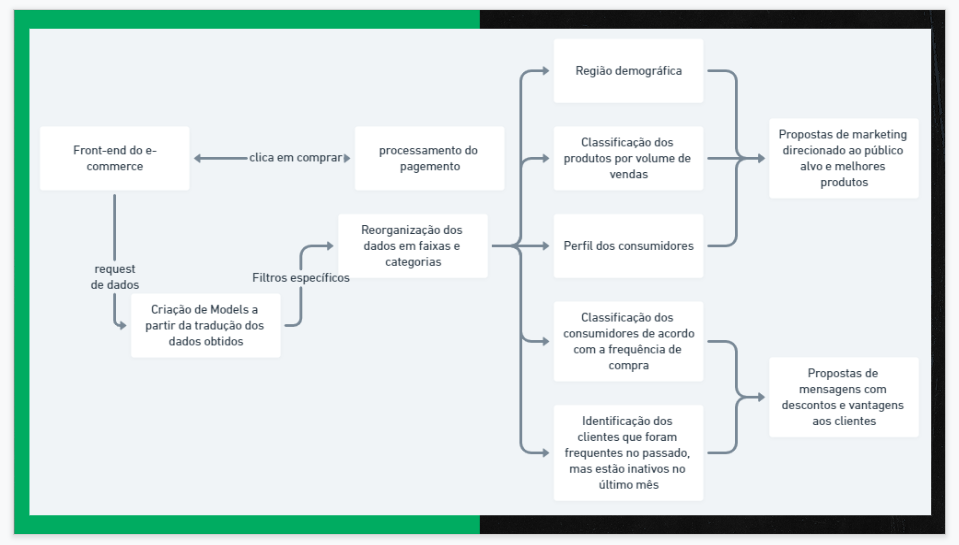 Front-end do e-
commerce
clica em comprar
processamento do
pagemento
request
de dados
Criação de Models a
partir da tradução dos
dados obtidos
Filtros específicos
Reorganização dos
dados em faixas e
categorias
Região demográfica
Classificação dos
produtos por volume de
vendas
Perfil dos consumidores
Classificação dos
consumidores de acordo
com a frequência de
compra
Identificação dos
clientes que foram
frequentes no passado,
mas estão inativos no
último mês
Propostas de marketing
direcionado ao público
alvo e melhores
produtos
Propostas de
mensagens com
descontos e vantagens
aos clientes